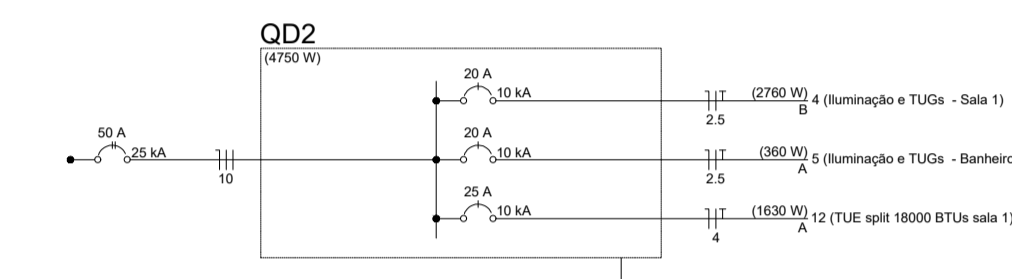 QD2
(4750 W)
20 A
10 kA
(2760 W)
4 (Iluminação e TUGs - Sala 1)
B
2.5
50 A
25 kA
10
20 A
10 kA
(360 W)
5 (Iluminação e TUGs - Banheiro
A
2.5
25 A
10 kA
(1630 W)
12 (TUE split 18000 BTUs sala 1)
A
4